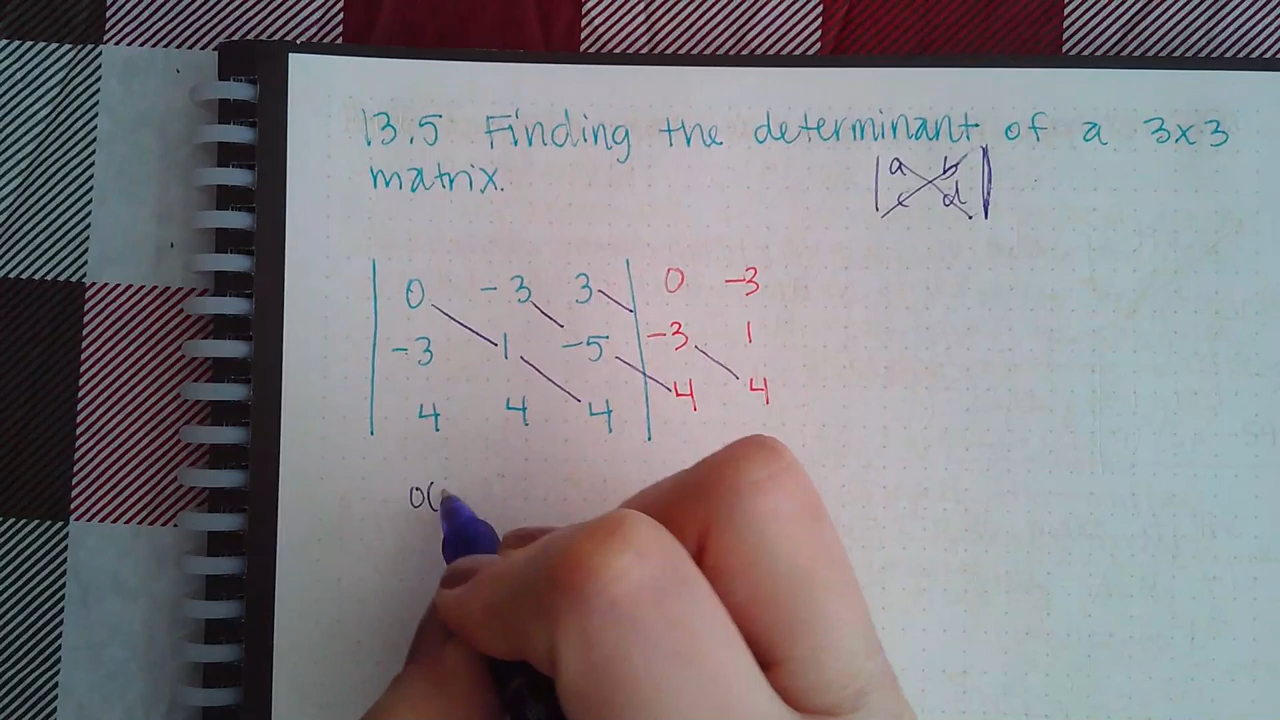 13.5 Finding the determinant of a 3x3
matrix.
|a b|
|c d|
|0 -3 3| 0 -3
|-3 1 -5| -3 1
|4 4 4| 4 4
0(